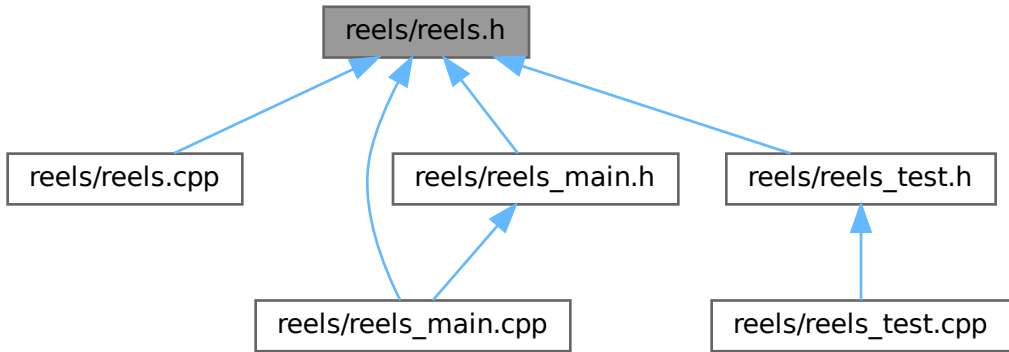 reels/reels.h
reels/reels.cpp
reels/reels_main.h
reels/reels_test.h
reels/reels_main.cpp
reels/reels_test.cpp